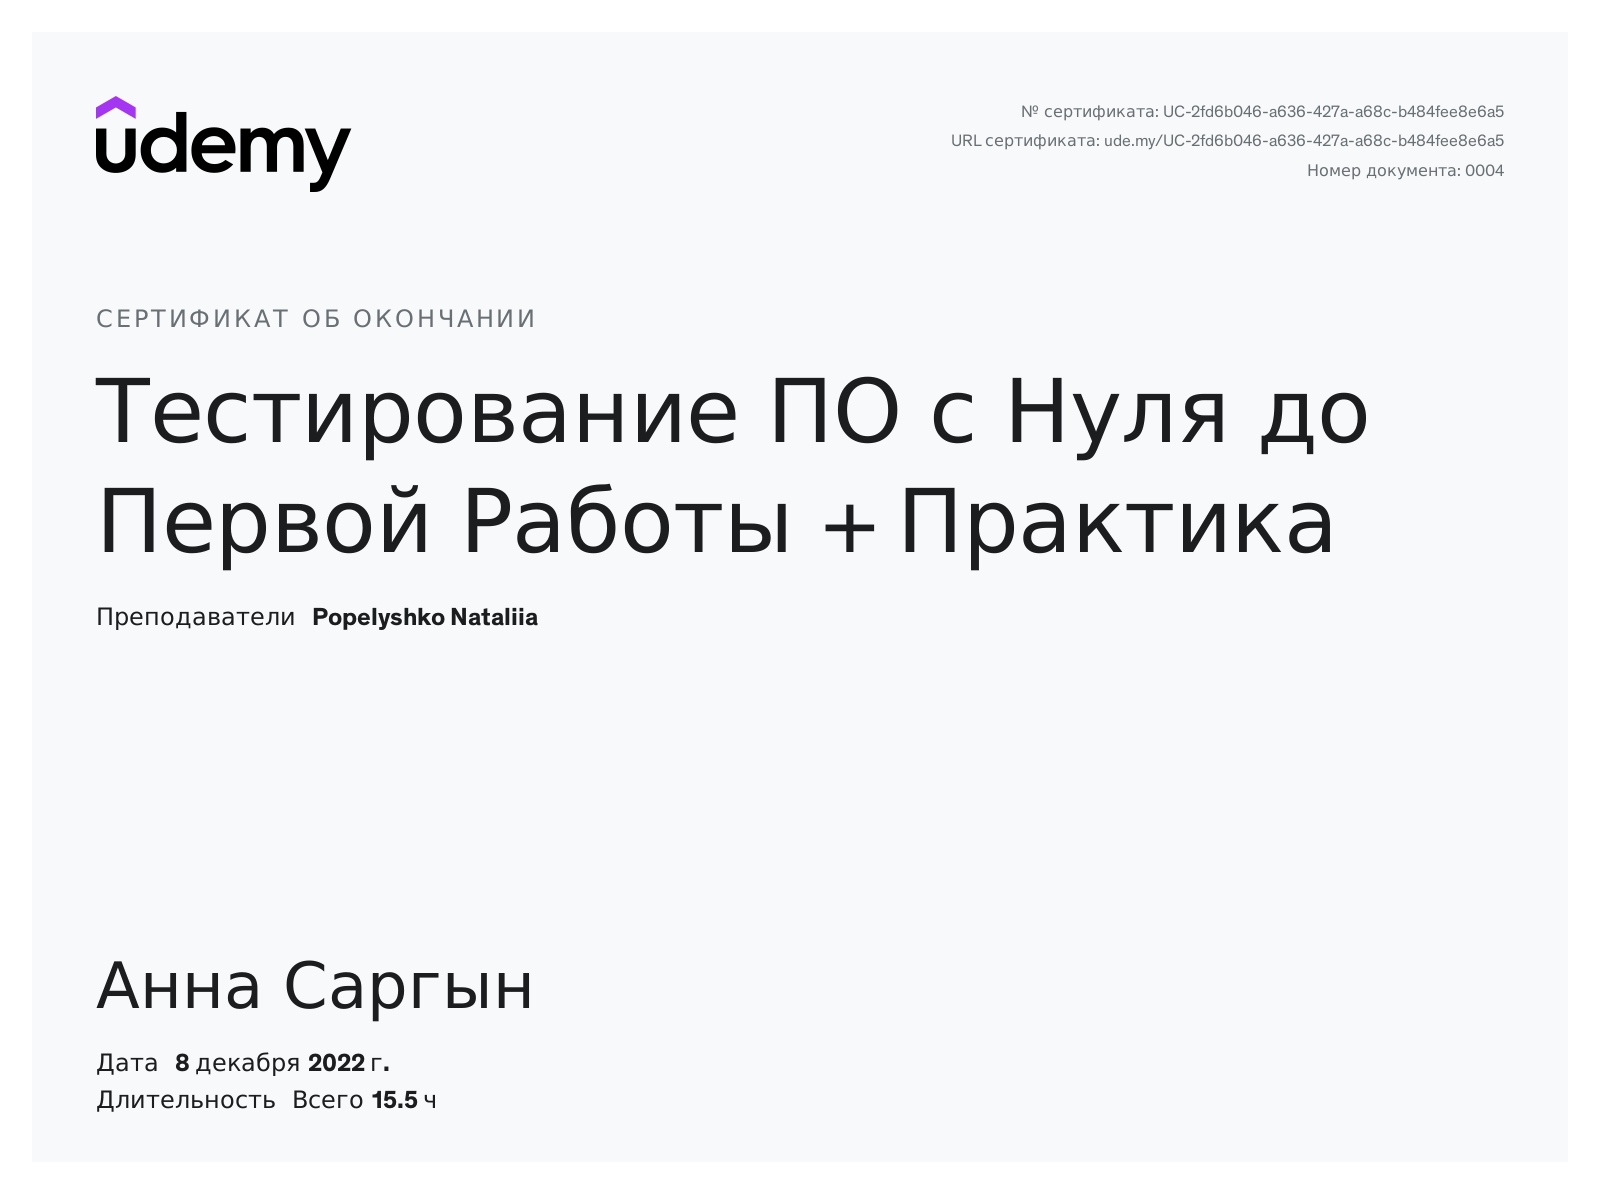 udemy
№ сертификата: UC-2fd6b046-a636-427a-a68c-b484fee8e6a5
URL сертификата: ude.my/UC-2fd6b046-a636-427a-a68c-b484fee8e6a5
Номер документа: 0004
СЕРТИФИКАТ ОБ ОКОНЧАНИИ
Тестирование ПО с Нуля до
Первой Работы + Практика
Преподаватели Popelyshko Nataliia
Анна Саргын
Дата 8 декабря 2022 г.
Длительность Всего 15.5 ч